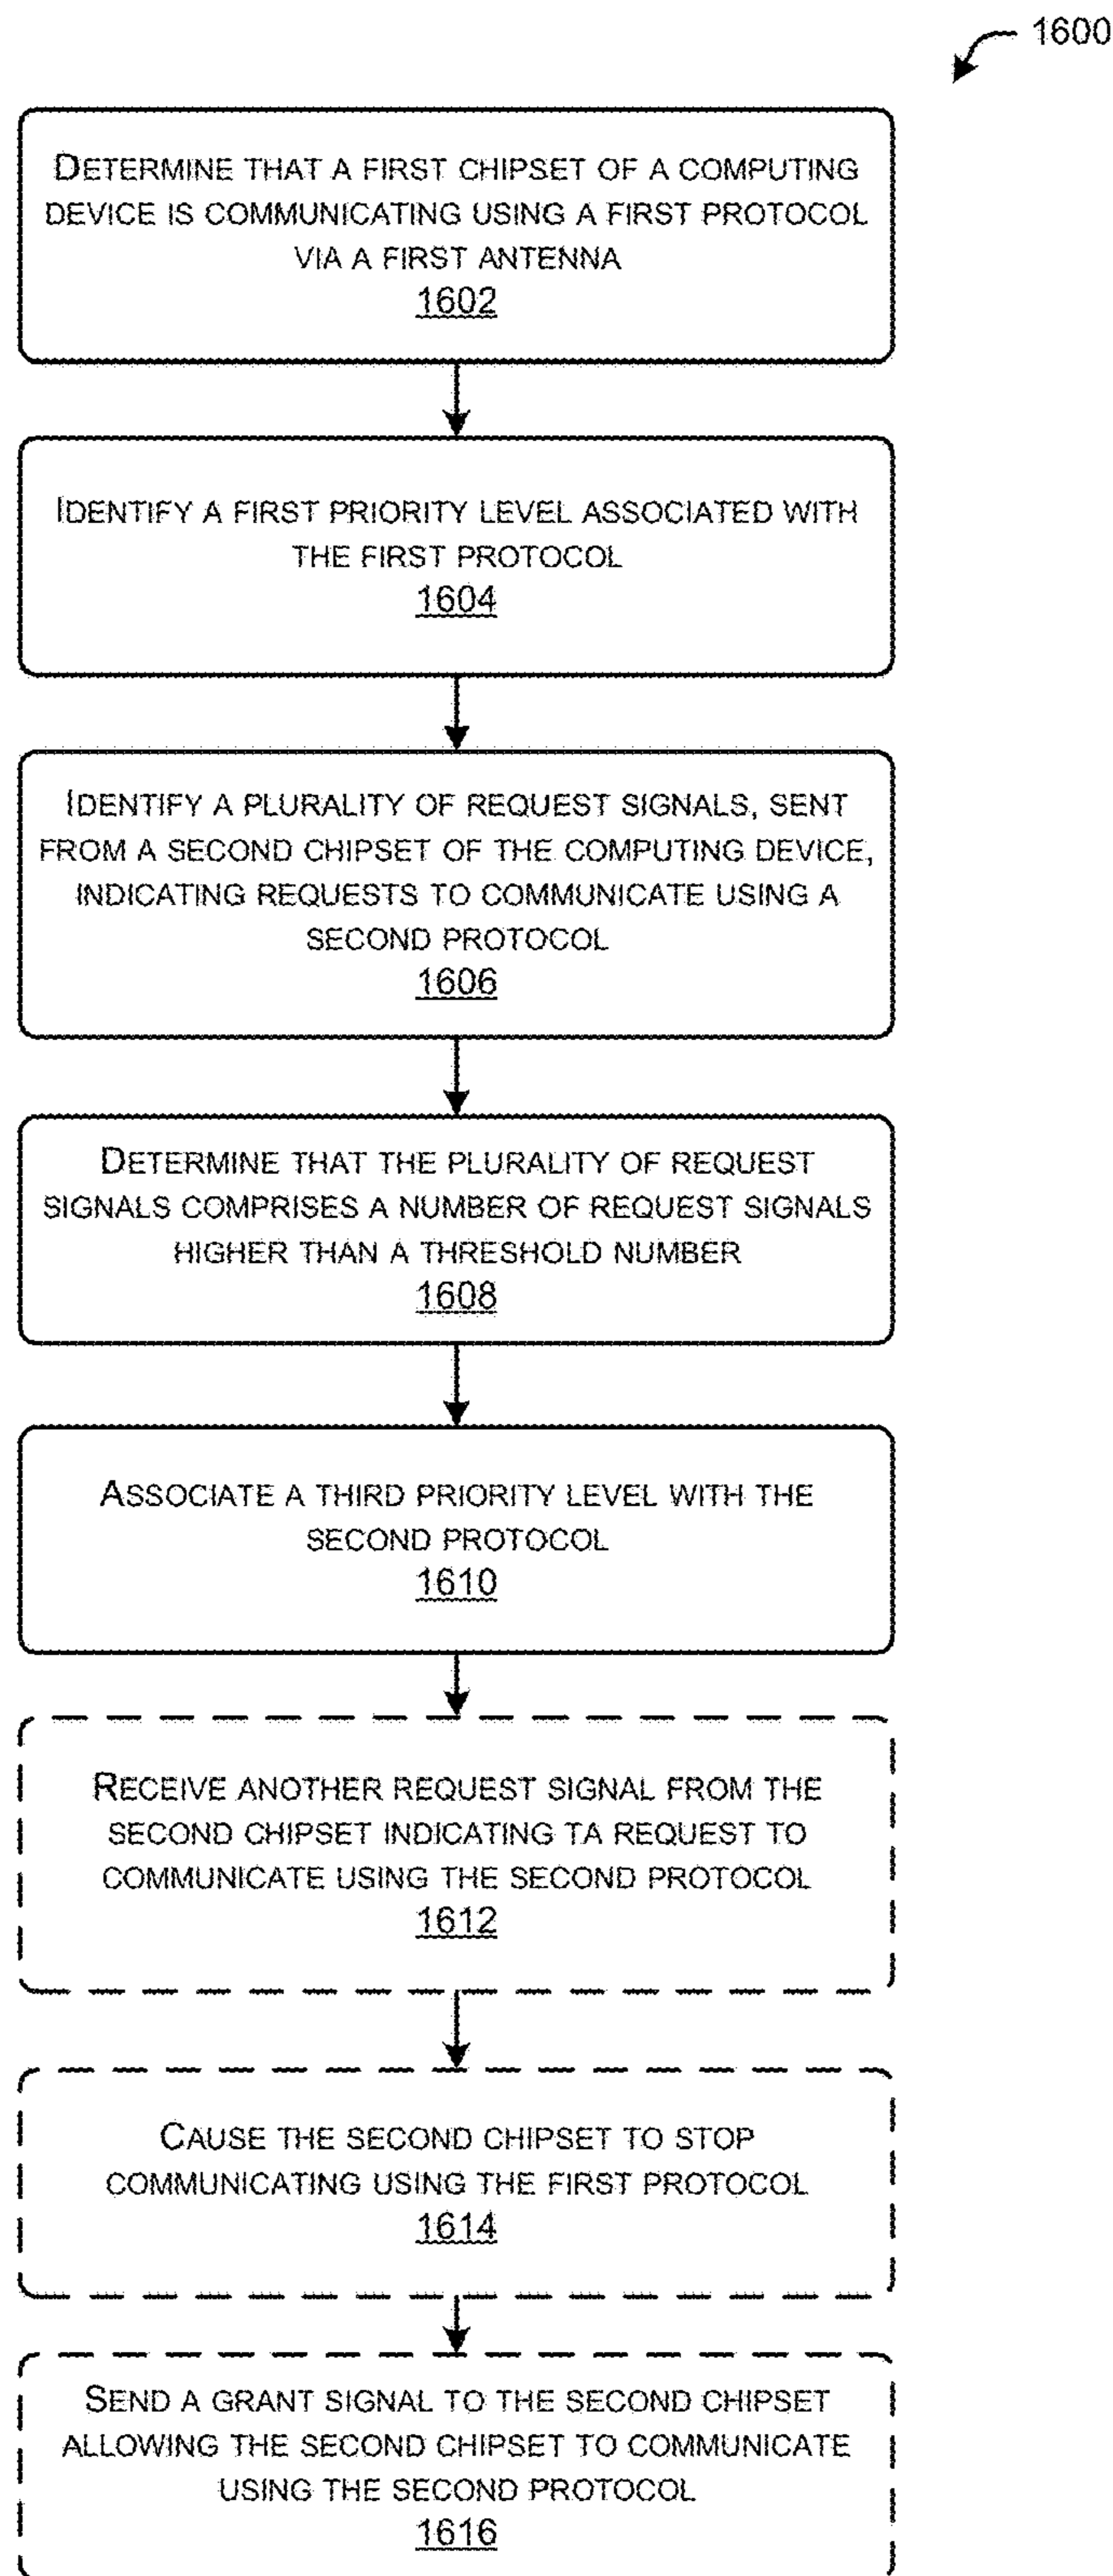 1600
DETERMINE THAT A FIRST CHIPSET OF A COMPUTING
DEVICE IS COMMUNICATING USING A FIRST PROTOCOL
VIA A FIRST ANTENNA
1602
IDENTIFY A FIRST PRIORITY LEVEL ASSOCIATED WITH
THE FIRST PROTOCOL
1604
IDENTIFY A PLURALITY OF REQUEST SIGNALS, SENT
FROM A SECOND CHIPSET OF THE COMPUTING DEVICE,
INDICATING REQUESTS TO COMMUNICATE USING A
SECOND PROTOCOL
1606
DETERMINE THAT THE PLURALITY OF REQUEST
SIGNALS COMPRISES A NUMBER OF REQUEST SIGNALS
HIGHER THAN A THRESHOLD NUMBER
1608
ASSOCIATE A THIRD PRIORITY LEVEL WITH THE
SECOND PROTOCOL
1610
RECEIVE ANOTHER REQUEST SIGNAL FROM THE
SECOND CHIPSET INDICATING TA REQUEST TO
COMMUNICATE USING THE SECOND PROTOCOL
1612
CAUSE THE SECOND CHIPSET TO STOP
COMMUNICATING USING THE FIRST PROTOCOL
1614
SEND A GRANT SIGNAL TO THE SECOND CHIPSET
ALLOWING THE SECOND CHIPSET TO COMMUNICATE
USING THE SECOND PROTOCOL
1616